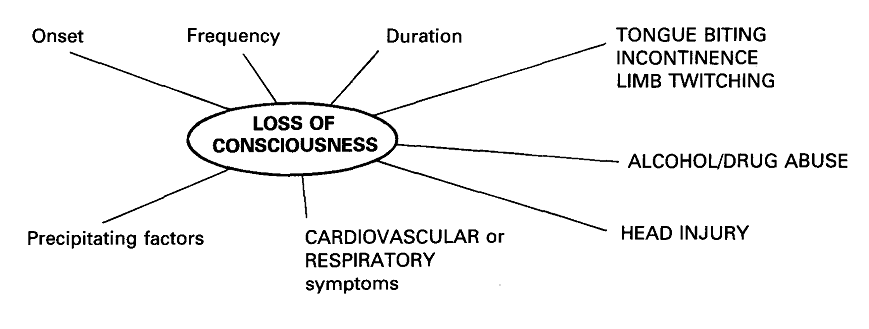 Onset
Frequency
Duration
TONGUE BITING
INCONTINENCE
LIMB TWITCHING
LOSS OF
CONSCIOUSNESS
ALCOHOL/DRUG ABUSE
Precipitating factors
CARDIOVASCULAR or
RESPIRATORY
symptoms
HEAD INJURY